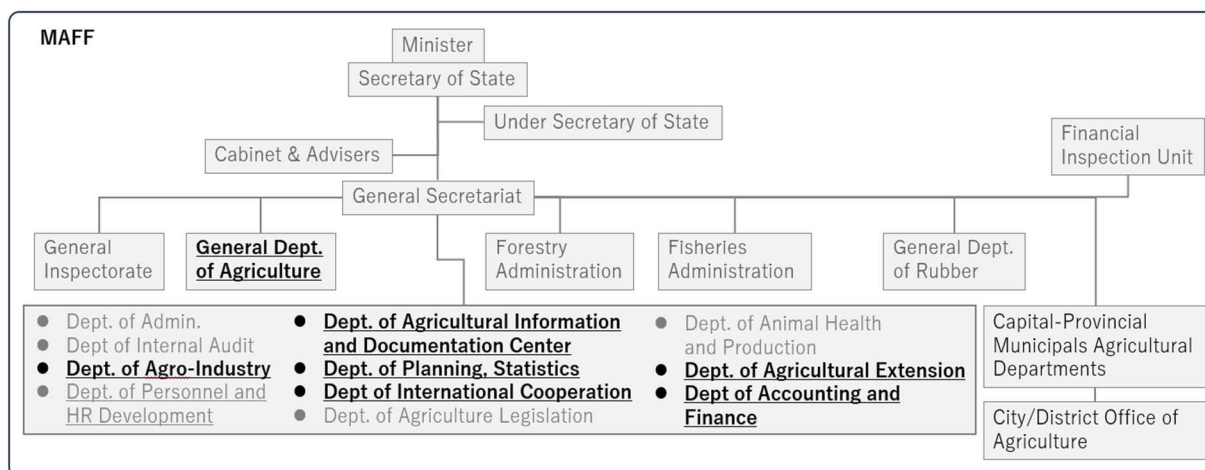 MAFF
Minister
Secretary of State
Under Secretary of State
Cabinet & Advisers
Financial
Inspection Unit
General Secretariat
General
Inspectorate
General Dept.
of Agriculture
Forestry
Administration
Fisheries
Administration
General Dept.
of Rubber
● Dept. of Admin.
● Dept of Internal Audit
● Dept. of Agro-Industry
● Dept. of Personnel and
HR Development
● Dept. of Agricultural Information
and Documentation Center
● Dept. of Planning, Statistics
● Dept of International Cooperation
● Dept. of Agriculture Legislation
● Dept. of Animal Health
and Production
● Dept. of Agricultural Extension
● Dept of Accounting and
Finance
Capital-Provincial
Municipals Agricultural
Departments
City/District Office of
Agriculture